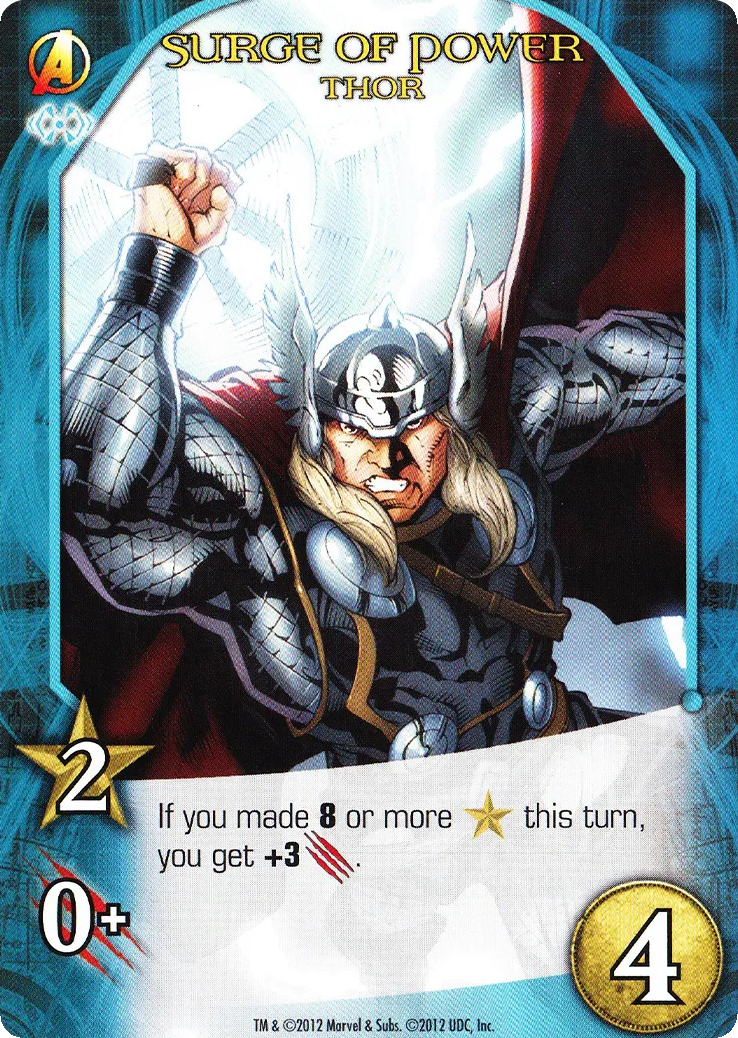 SURGE OF POWER
THOR
2
If you made 8 or more this turn,
you get +3 .
0+
4
TM & ©2012 Marvel & Subs. ©2012 UDC, Inc.